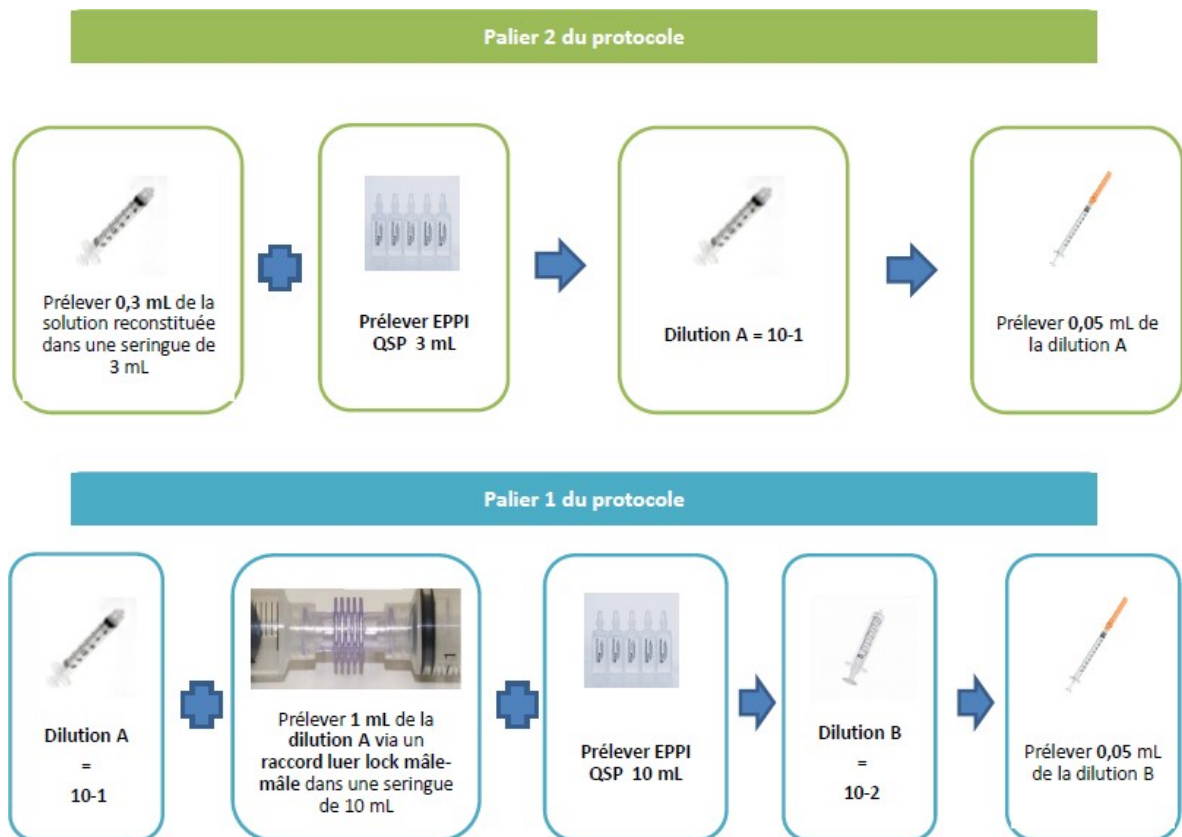 Palier 2 du protocole
Prélever 0,3 mL de la
solution reconstituée
dans une seringue de
3 mL
Prélever EPPI
QSP 3 mL
Dilution A = 10-1
Prélever 0,05 mL de
la dilution A
Palier 1 du protocole
Dilution A
=
10-1
Prélever 1 mL de la
dilution A via un
raccord luer lock mâle-
mâle dans une seringue
de 10 mL
Prélever EPPI
QSP 10 mL
Dilution B
=
10-2
Prélever 0,05 mL
de la dilution B